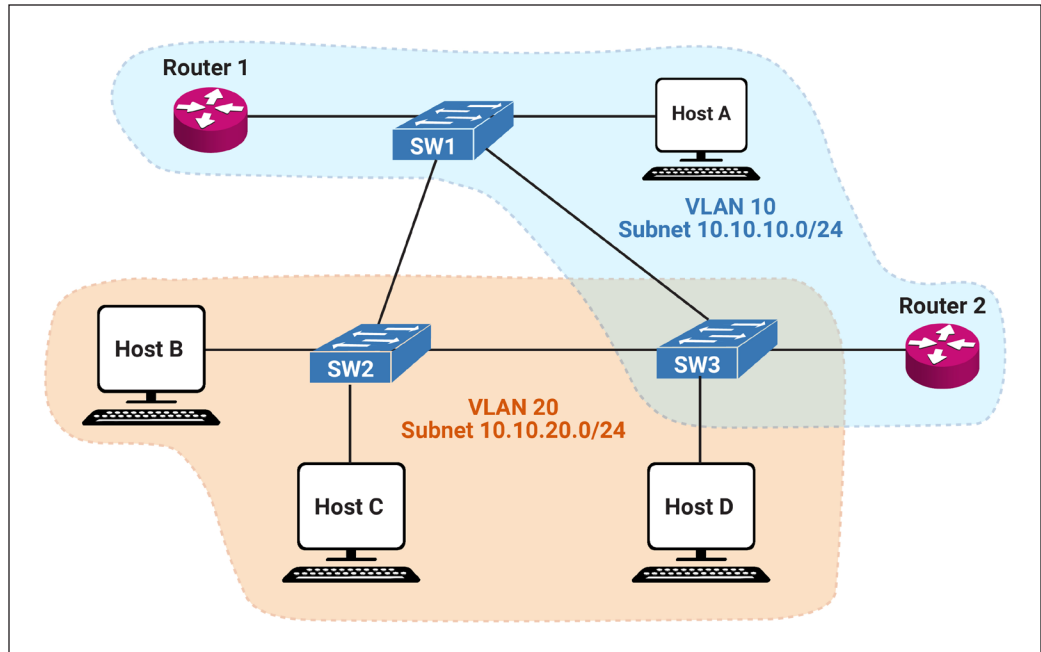 Router 1
Host A
SW1
VLAN 10
Subnet 10.10.10.0/24
Router 2
Host B
SW2
SW3
VLAN 20
Subnet 10.10.20.0/24
Host C
Host D